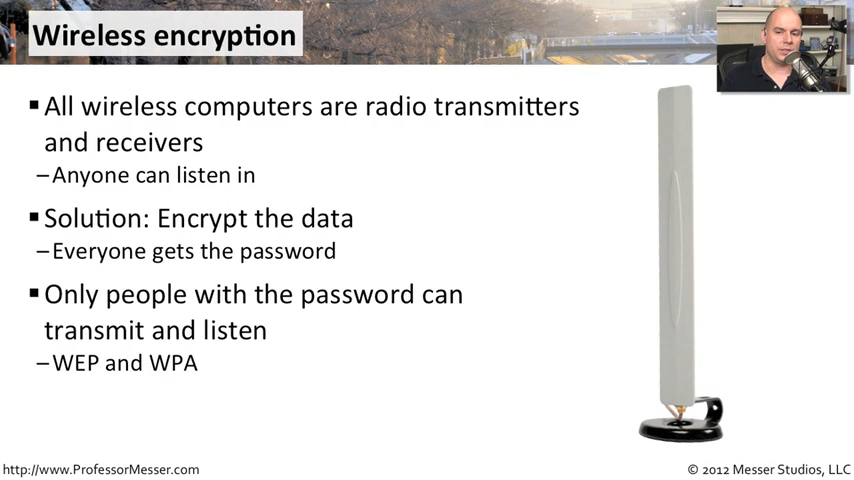 Wireless encryption
▪ All wireless computers are radio transmitters
and receivers
– Anyone can listen in
▪ Solution: Encrypt the data
– Everyone gets the password
▪ Only people with the password can
transmit and listen
– WEP and WPA
http://www.ProfessorMesser.com
© 2012 Messer Studios, LLC